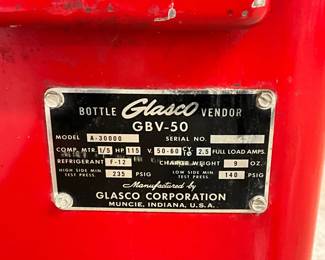 BOTTLE Glasco VENDOR
GBV-50
MODEL A-30000 SERIAL NO.
COMP. MTR. 1/5 HP 115 V. 50-60 CY. 1Φ 2.5 FULL LOAD AMPS.
REFRIGERANT F-12 CHARGE WEIGHT 9 OZ.
HIGH SIDE MIN. TEST PRESS. 235 PSIG LOW SIDE MIN. TEST PRESS. 140 PSIG
Manufactured by
GLASCO CORPORATION
MUNCIE, INDIANA, U.S.A.